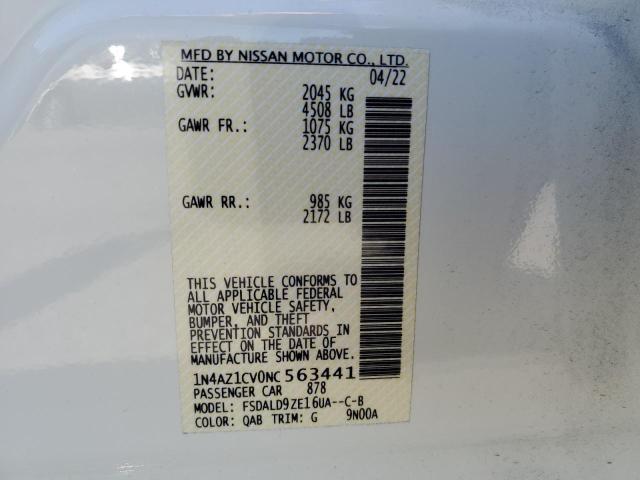 MFD BY NISSAN MOTOR CO., LTD.
DATE: 04/22
GVWR: 2045 KG
4508 LB
GAWR FR.: 1075 KG
2370 LB
GAWR RR.: 985 KG
2172 LB
THIS VEHICLE CONFORMS TO
ALL APPLICABLE FEDERAL
MOTOR VEHICLE SAFETY,
BUMPER, AND THEFT
PREVENTION STANDARDS IN
EFFECT ON THE DATE OF
MANUFACTURE SHOWN ABOVE.
1N4AZ1CV0NC 563441
PASSENGER CAR 878
MODEL: FSDALD9ZE16UA--C-B
COLOR: QAB TRIM: G 9N00A